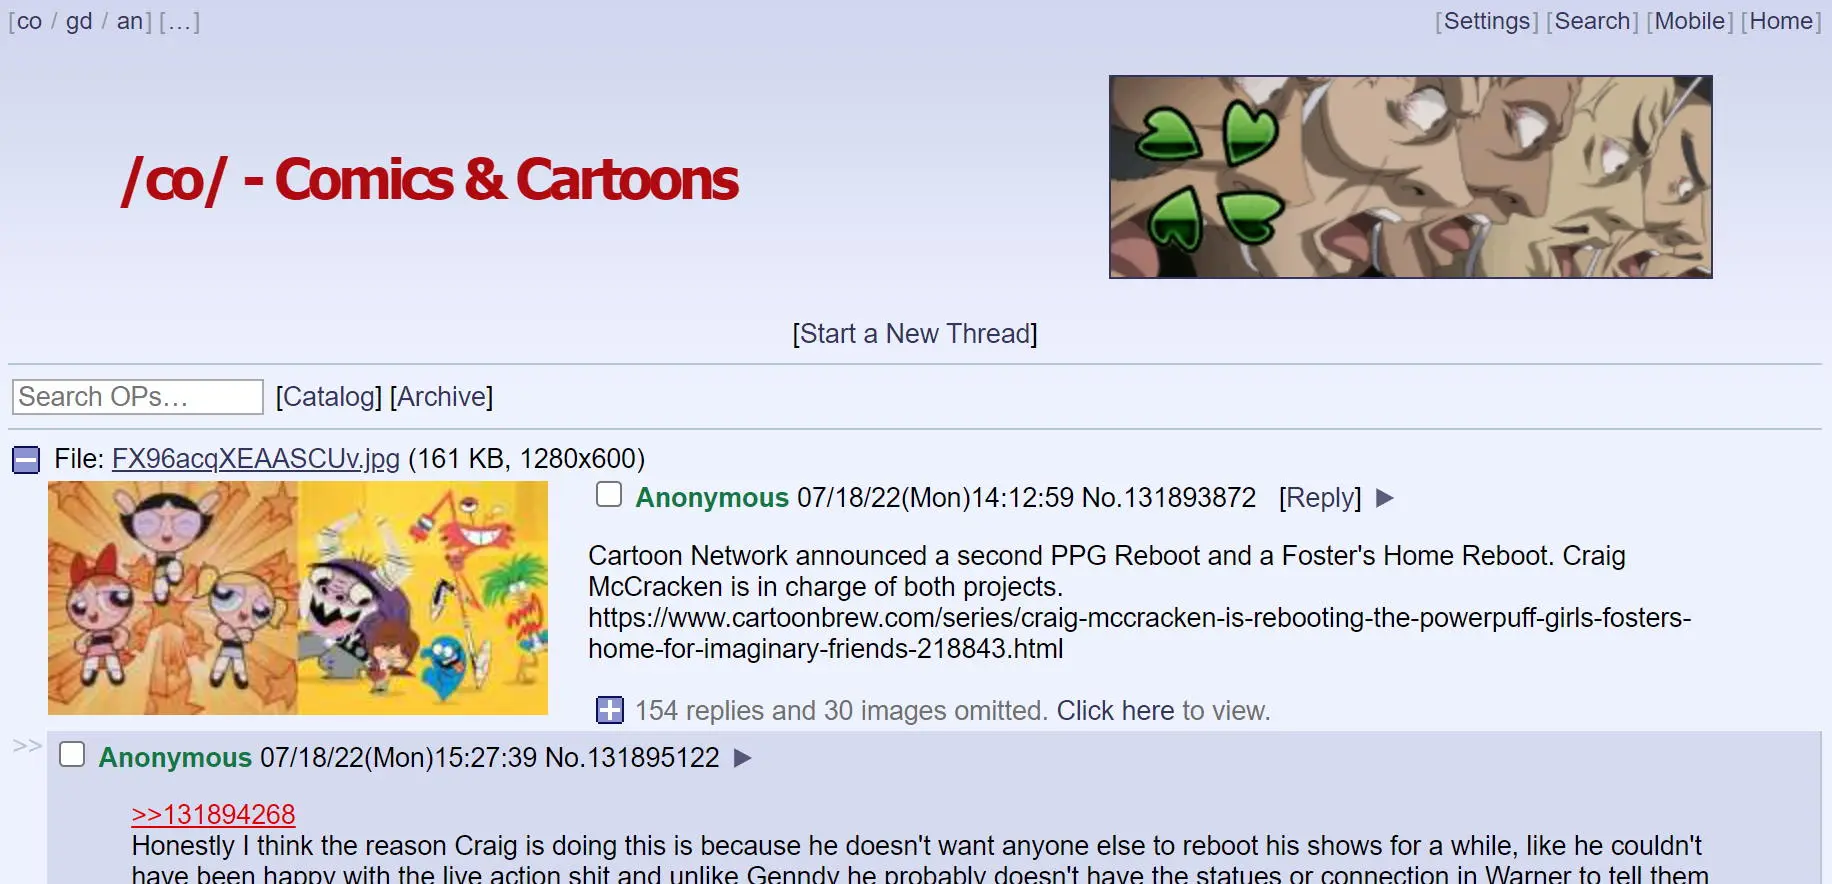 [co / gd / an] […]
[Settings] [Search] [Mobile] [Home]
/co/ - Comics & Cartoons
[Start a New Thread]
Search OPs…
[Catalog] [Archive]
File: FX96acqXEAASCUv.jpg (161 KB, 1280x600)
Anonymous 07/18/22(Mon)14:12:59 No.131893872 [Reply] ▶
Cartoon Network announced a second PPG Reboot and a Foster's Home Reboot. Craig
McCracken is in charge of both projects.
https://www.cartoonbrew.com/series/craig-mccracken-is-rebooting-the-powerpuff-girls-fosters-
home-for-imaginary-friends-218843.html
154 replies and 30 images omitted. Click here to view.
>> Anonymous 07/18/22(Mon)15:27:39 No.131895122 ▶
>>131894268
Honestly I think the reason Craig is doing this is because he doesn't want anyone else to reboot his shows for a while, like he couldn't
have been happy with the live action shit and unlike Genndy he probably doesn't have the statues or connection in Warner to tell them